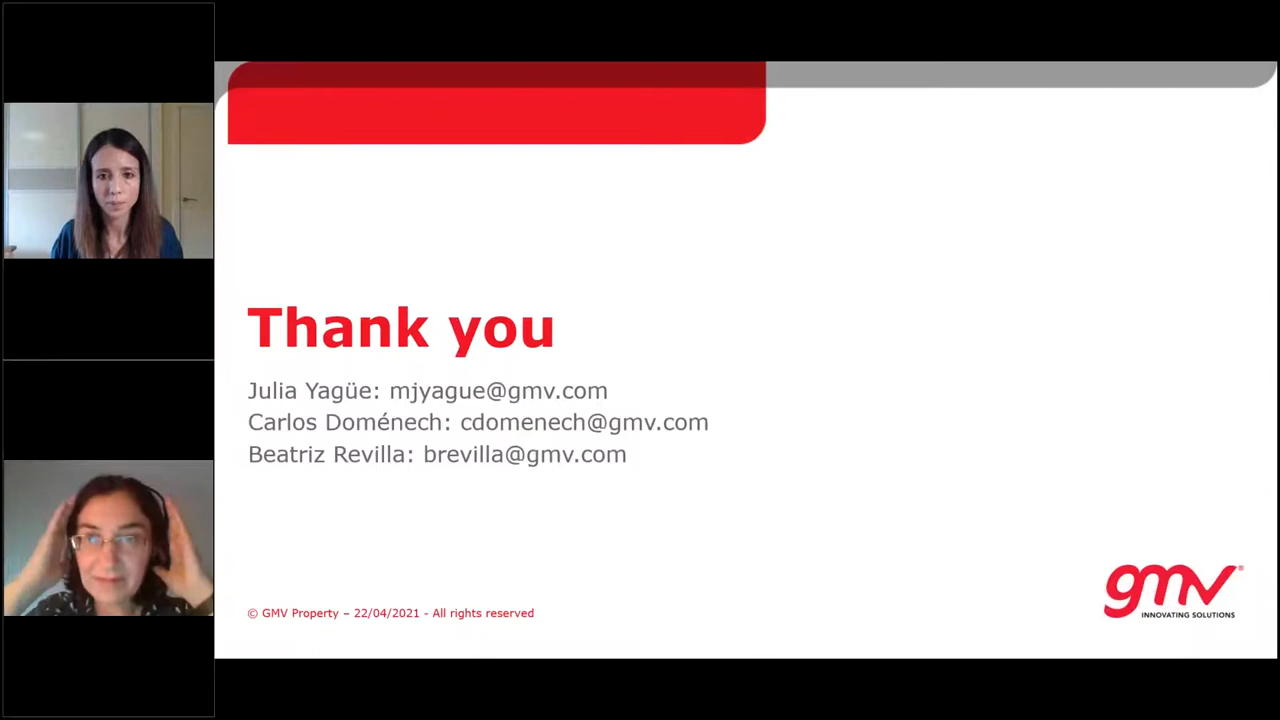 Thank you
Julia Yagüe: mjyague@gmv.com
Carlos Doménech: cdomenech@gmv.com
Beatriz Revilla: brevilla@gmv.com
© GMV Property – 22/04/2021 - All rights reserved
gmv®
INNOVATING SOLUTIONS